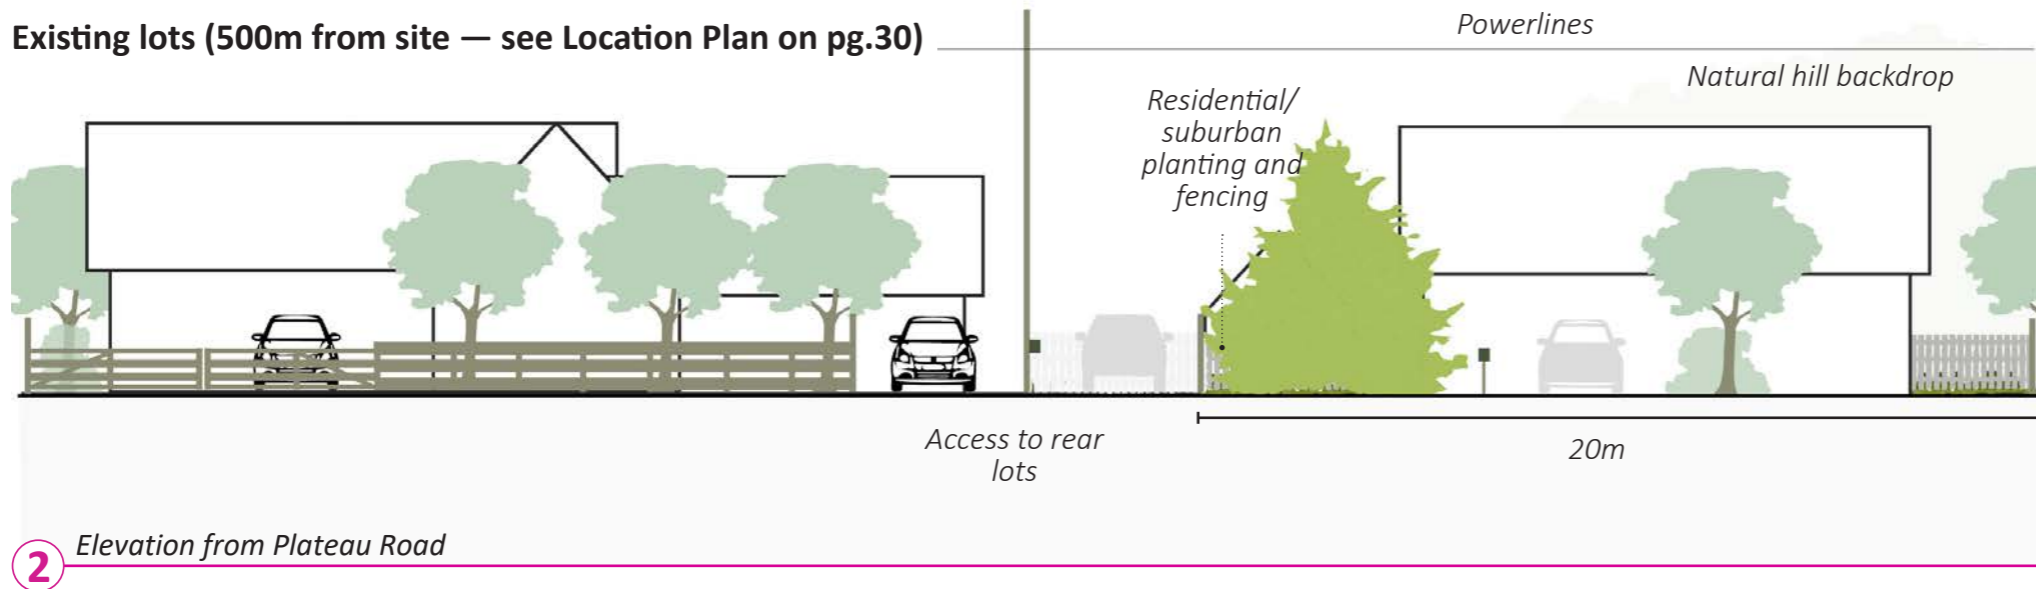 Existing lots (500m from site — see Location Plan on pg.30)
Powerlines
Natural hill backdrop
Residential/
suburban
planting and
fencing
Access to rear
lots
20m
2
Elevation from Plateau Road